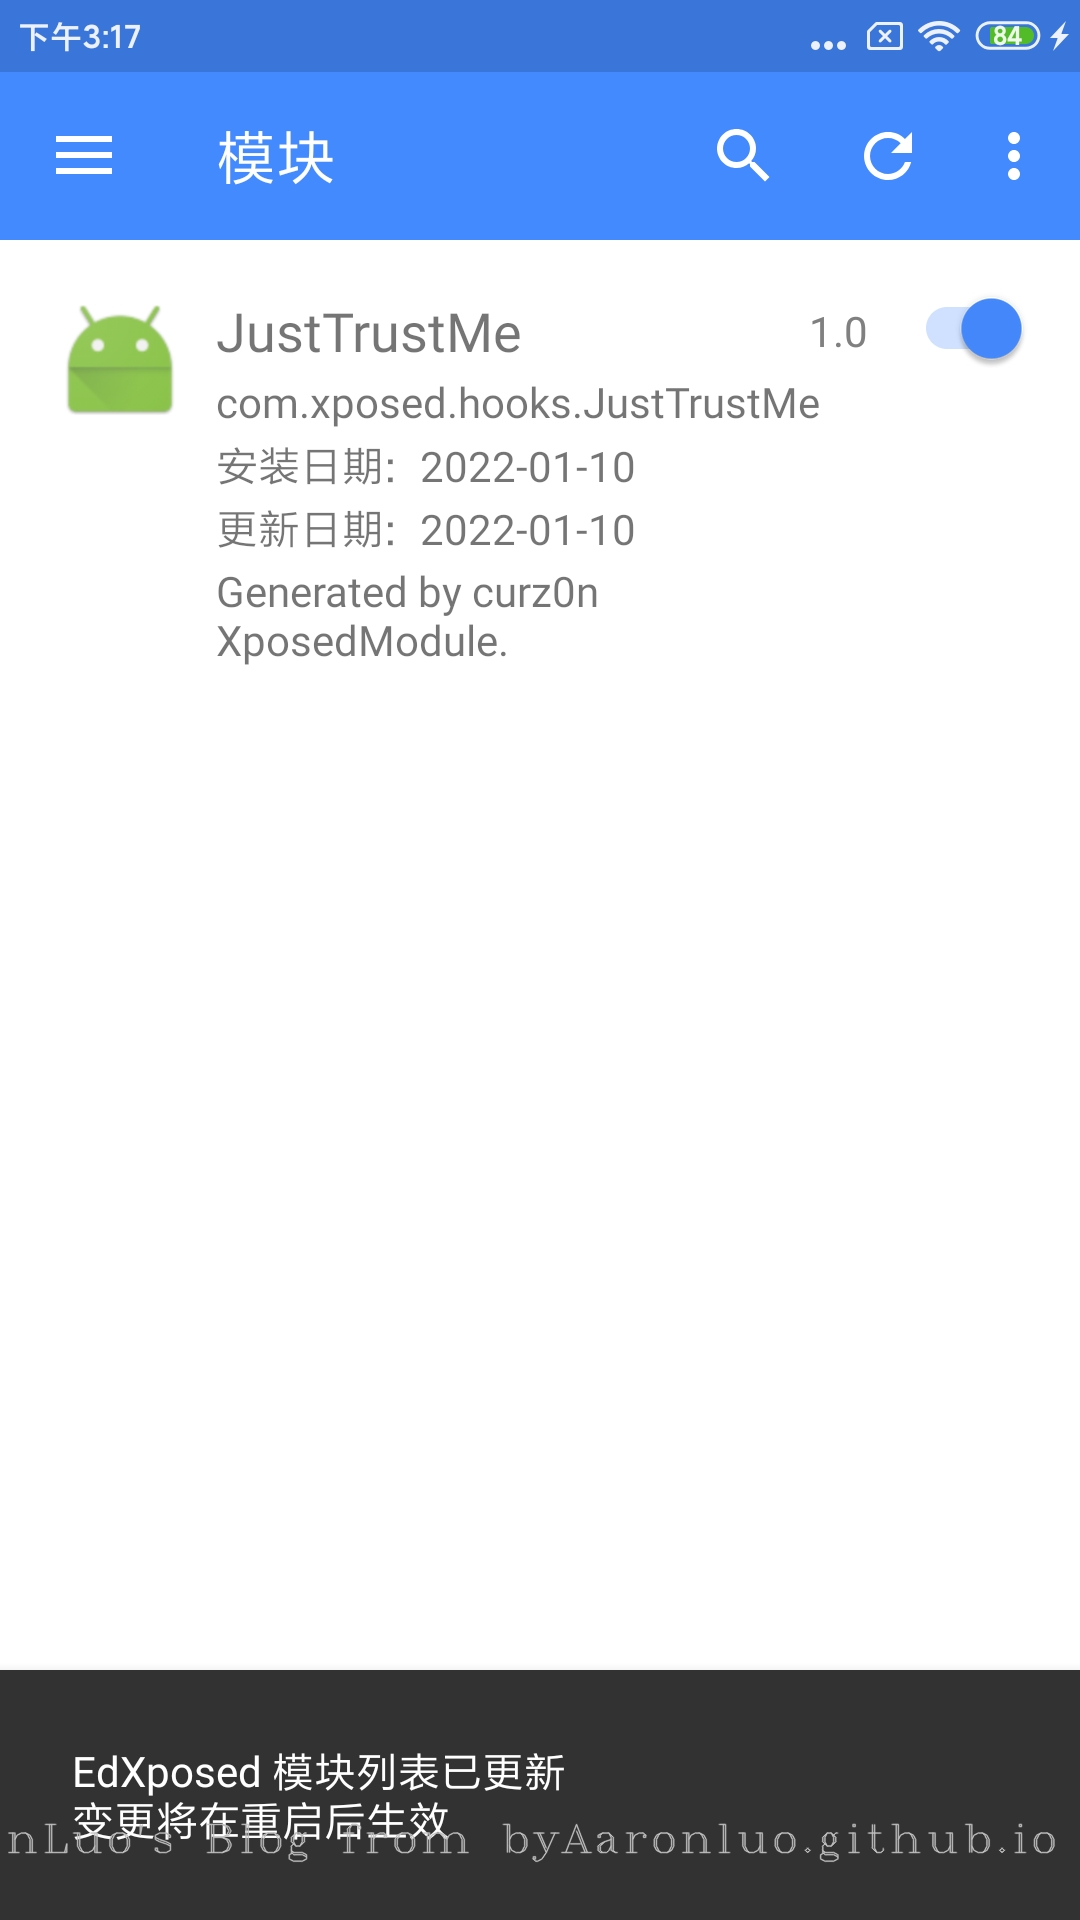 下午3:17
84
模块
JustTrustMe
1.0
com.xposed.hooks.JustTrustMe
安装日期: 2022-01-10
更新日期: 2022-01-10
Generated by curz0n
XposedModule.
EdXposed 模块列表已更新
变更将在重启后生效
nLuo's Blog from byAaronluo.github.io